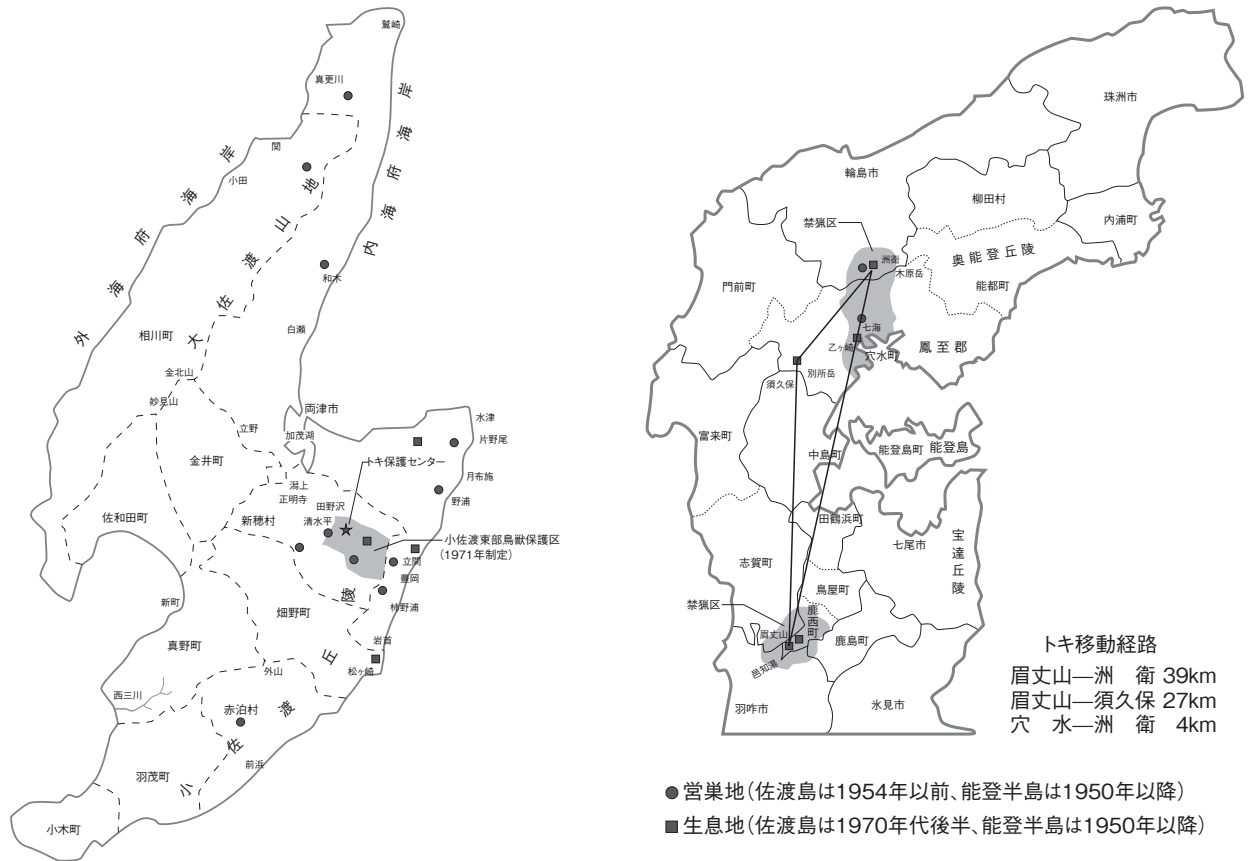 鷲崎
真更川
関
小田
外海府海岸
内海府海岸
大佐渡山地
和木
白瀬
相川町
金北山
妙見山
立野
両津市
加茂湖
水津
片野尾
金井町
トキ保護センター
月布施
野浦
潟上
正明寺
田野沢
佐和田町
新穂村
清水平
小佐渡東部鳥獣保護区
(1971年制定)
立間
豊岡
柿野浦
新町
畑野町
真野町
岩首
松ヶ崎
外山
西三川
赤泊村
小佐渡丘陵
前浜
羽茂町
小木町
珠洲市
輪島市
柳田村
内浦町
禁猟区
洲衛
木原岳
奥能登丘陵
能都町
門前町
七海
乙ヶ崎
穴水町
鳳至郡
別所岳
須久保
富来町
中島町
能登島町
能登島
田鶴浜町
七尾市
宝達丘陵
志賀町
鳥屋町
禁猟区
眉丈山
鹿西町
鹿島町
邑知潟
羽咋市
氷見市
トキ移動経路
眉丈山―洲 衛 39km
眉丈山―須久保 27km
穴 水―洲 衛 4km
●営巣地(佐渡島は1954年以前、能登半島は1950年以降)
■生息地(佐渡島は1970年代後半、能登半島は1950年以降)